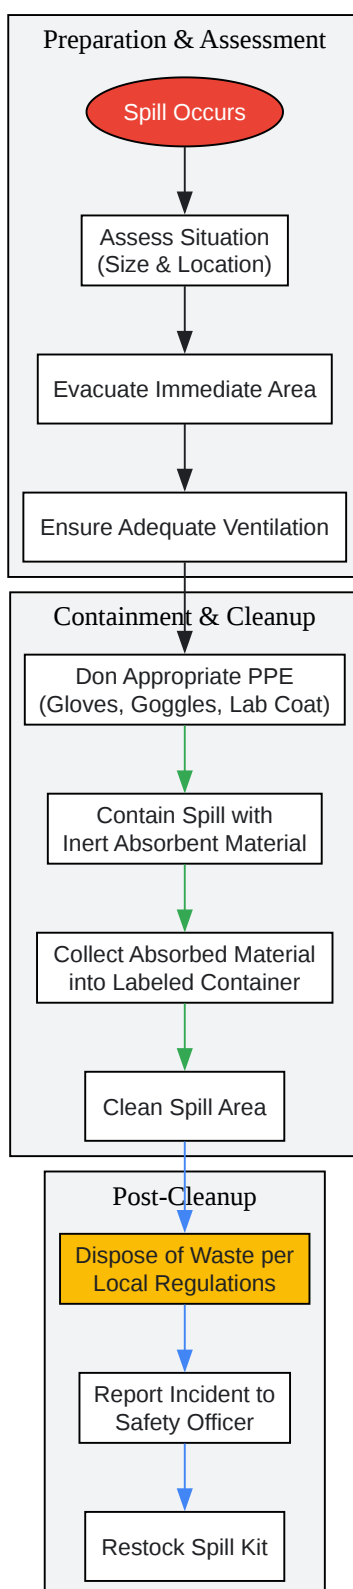 Preparation & Assessment
Spill Occurs
Assess Situation
(Size & Location)
Evacuate Immediate Area
Ensure Adequate Ventilation
Containment & Cleanup
Don Appropriate PPE
(Gloves, Goggles, Lab Coat)
Contain Spill with
Inert Absorbent Material
Collect Absorbed Material
into Labeled Container
Clean Spill Area
Post-Cleanup
Dispose of Waste per
Local Regulations
Report Incident to
Safety Officer
Restock Spill Kit